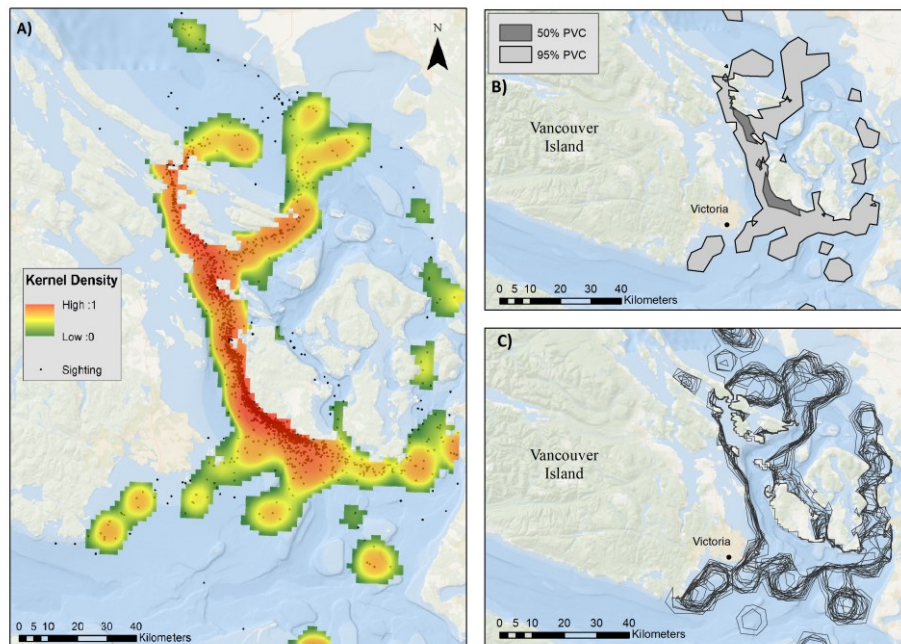 A)
N
Kernel Density
High :1
Low :0
Sighting
0 5 10 20 30 40
Kilometers
B)
50% PVC
95% PVC
Vancouver
Island
Victoria
0 5 10 20 30 40
Kilometers
C)
Vancouver
Island
Victoria
0 5 10 20 30 40
Kilometers